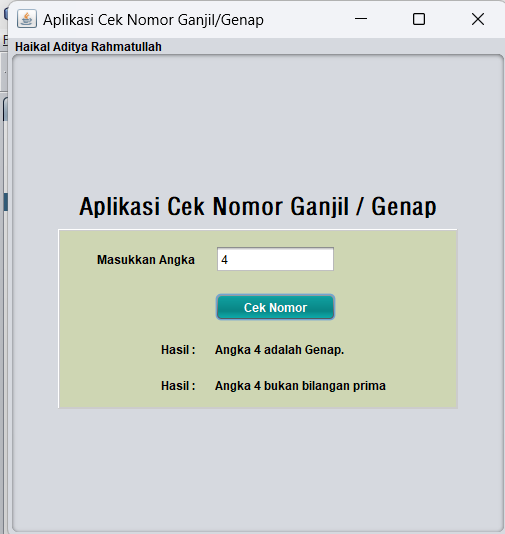 Aplikasi Cek Nomor Ganjil/Genap
Haikal Aditya Rahmatullah
Aplikasi Cek Nomor Ganjil / Genap
Masukkan Angka 4
Cek Nomor
Hasil : Angka 4 adalah Genap.
Hasil : Angka 4 bukan bilangan prima